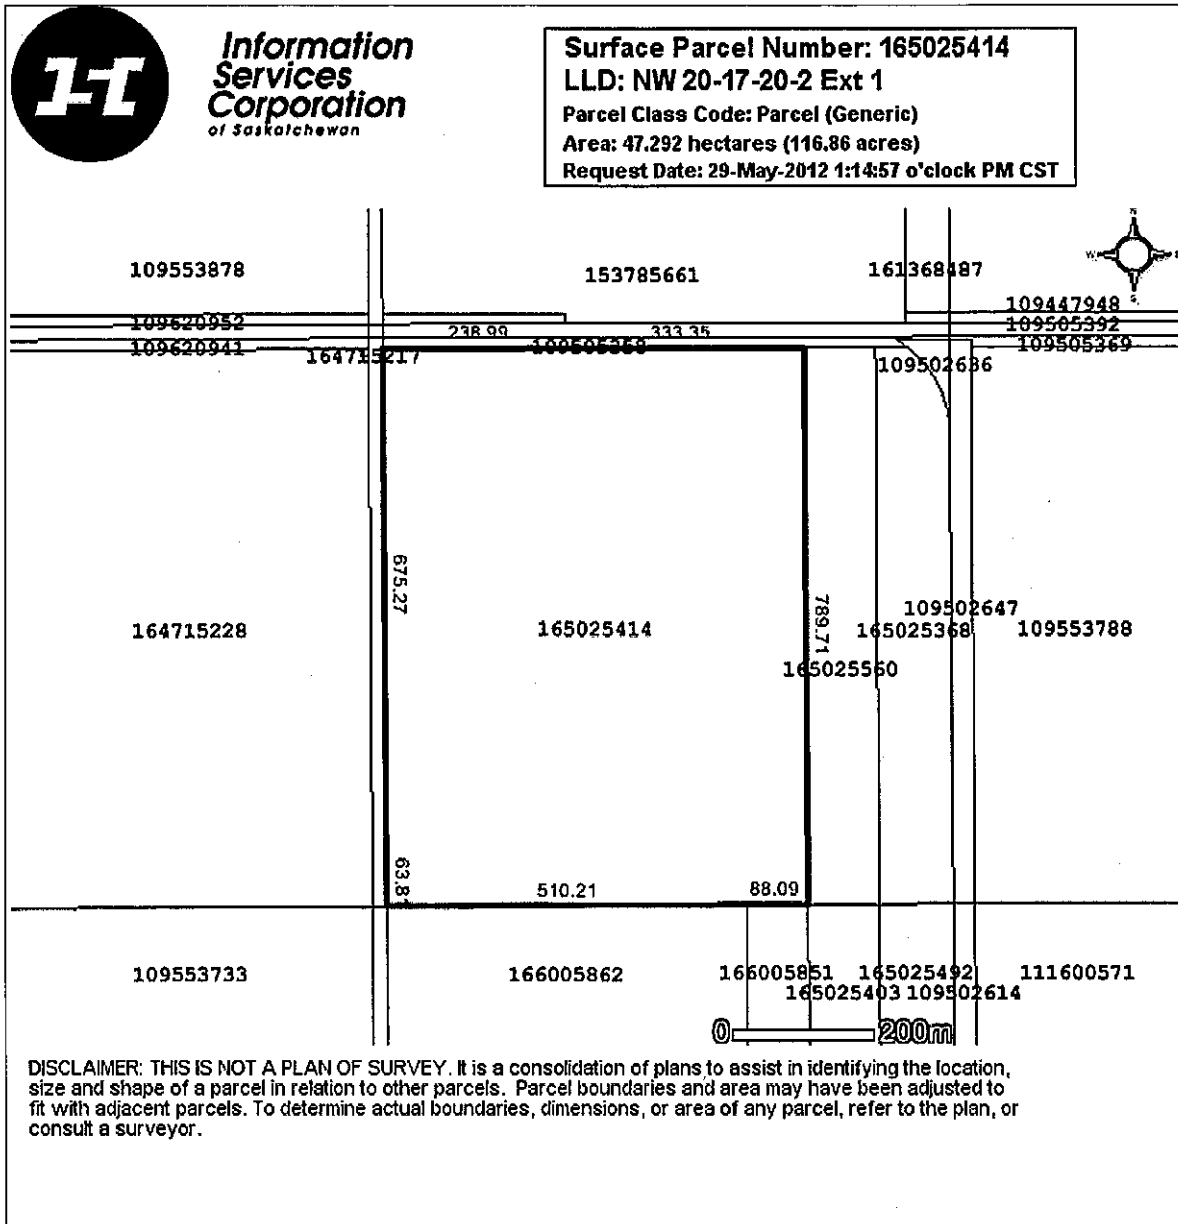 Information
Services
Corporation
of Saskatchewan
Surface Parcel Number: 165025414
LLD: NW 20-17-20-2 Ext 1
Parcel Class Code: Parcel (Generic)
Area: 47.292 hectares (116.86 acres)
Request Date: 29-May-2012 1:14:57 o'clock PM CST
N
W
S
109553878
153785661
161368487
109447948
109620952
238.99
333.35
109505392
109620941
164715217
109505369
109502636
675.27
789.71
109502647
164715228
165025414
165025368
109553788
165025560
63.81
510.21
88.09
109553733
166005862
166005851
165025492
111600571
165025403
109502614
0
200m
DISCLAIMER: THIS IS NOT A PLAN OF SURVEY. It is a consolidation of plans to assist in identifying the location,
size and shape of a parcel in relation to other parcels. Parcel boundaries and area may have been adjusted to
fit with adjacent parcels. To determine actual boundaries, dimensions, or area of any parcel, refer to the plan, or
consult a surveyor.